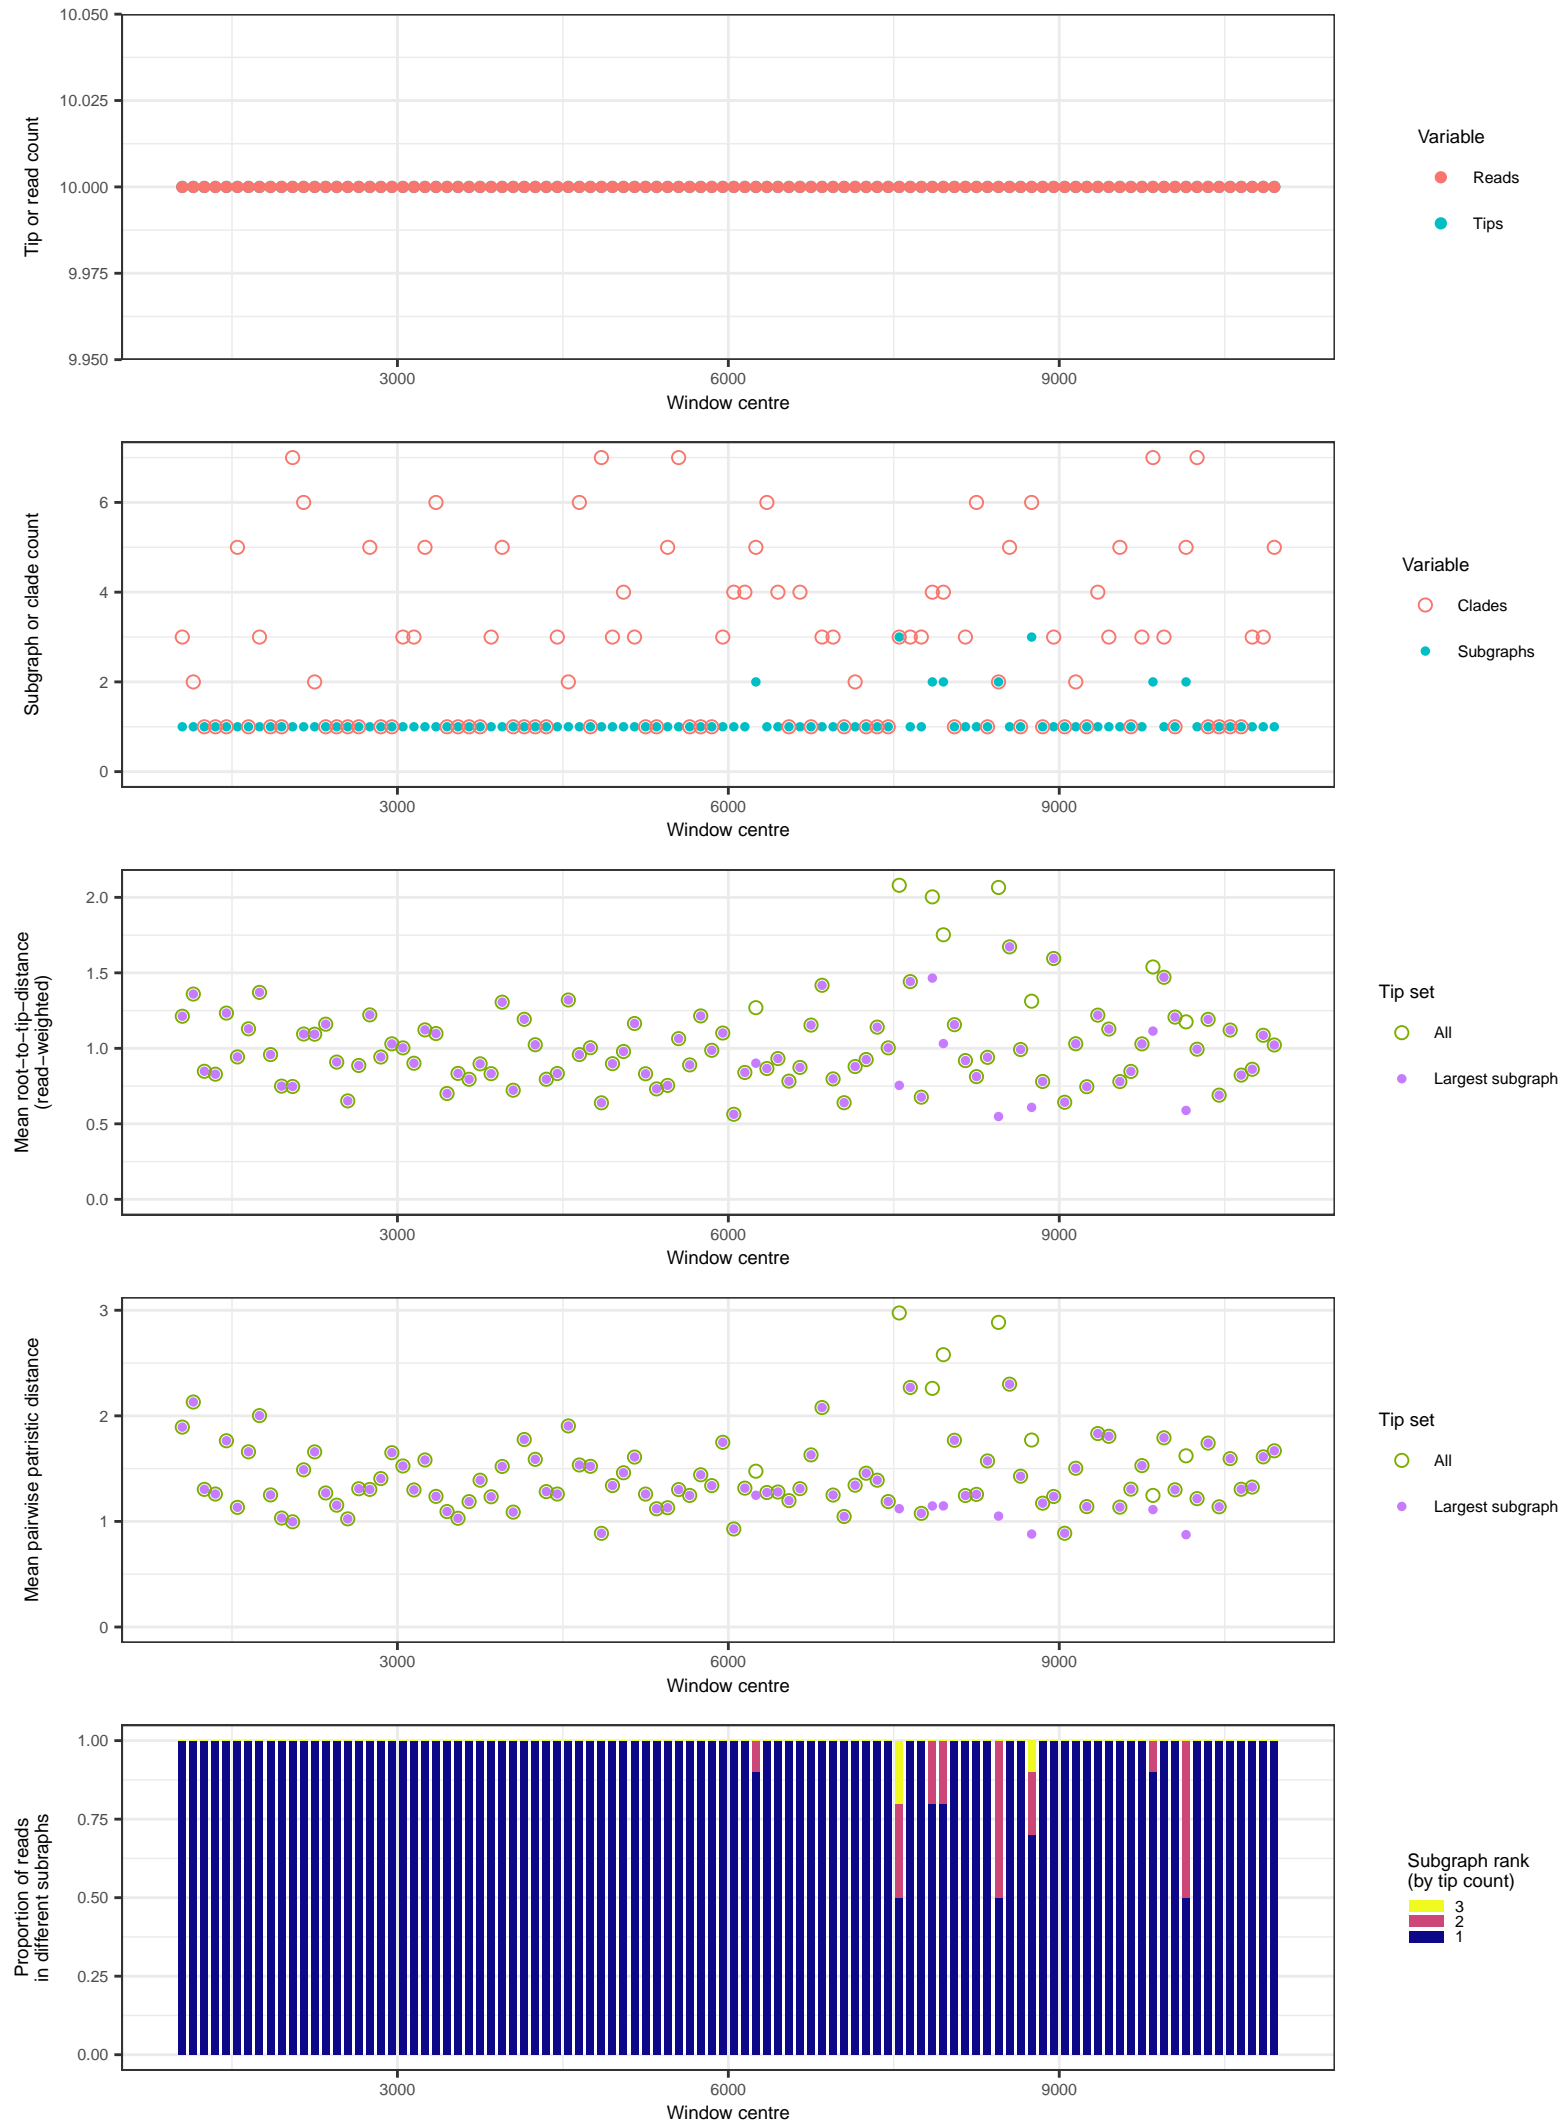 10.050
10.025
10.000
9.975
9.950
Tip or read count
3000 6000 9000
Window centre
Variable
Reads
Tips
6
4
2
0
Subgraph or clade count
3000 6000 9000
Window centre
Variable
Clades
Subgraphs
2.0
1.5
1.0
0.5
0.0
Mean root−to−tip−distance
(read−weighted)
3000 6000 9000
Window centre
Tip set
All
Largest subgraph
3
2
1
0
Mean pairwise patristic distance
3000 6000 9000
Window centre
Tip set
All
Largest subgraph
1.00
0.75
0.50
0.25
0.00
Proportion of reads
in different subraphs
3000 6000 9000
Window centre
Subgraph rank
(by tip count)
3
2
1